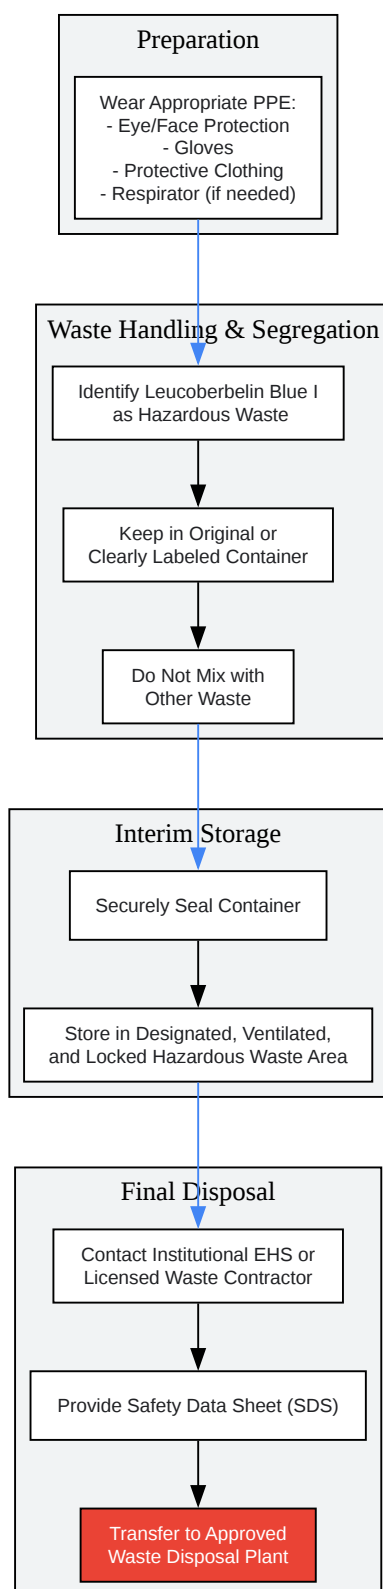 Preparation
Wear Appropriate PPE:
- Eye/Face Protection
- Gloves
- Protective Clothing
- Respirator (if needed)
Waste Handling & Segregation
Identify Leucoberbelin Blue I
as Hazardous Waste
Keep in Original or
Clearly Labeled Container
Do Not Mix with
Other Waste
Interim Storage
Securely Seal Container
Store in Designated, Ventilated,
and Locked Hazardous Waste Area
Final Disposal
Contact Institutional EHS or
Licensed Waste Contractor
Provide Safety Data Sheet (SDS)
Transfer to Approved
Waste Disposal Plant